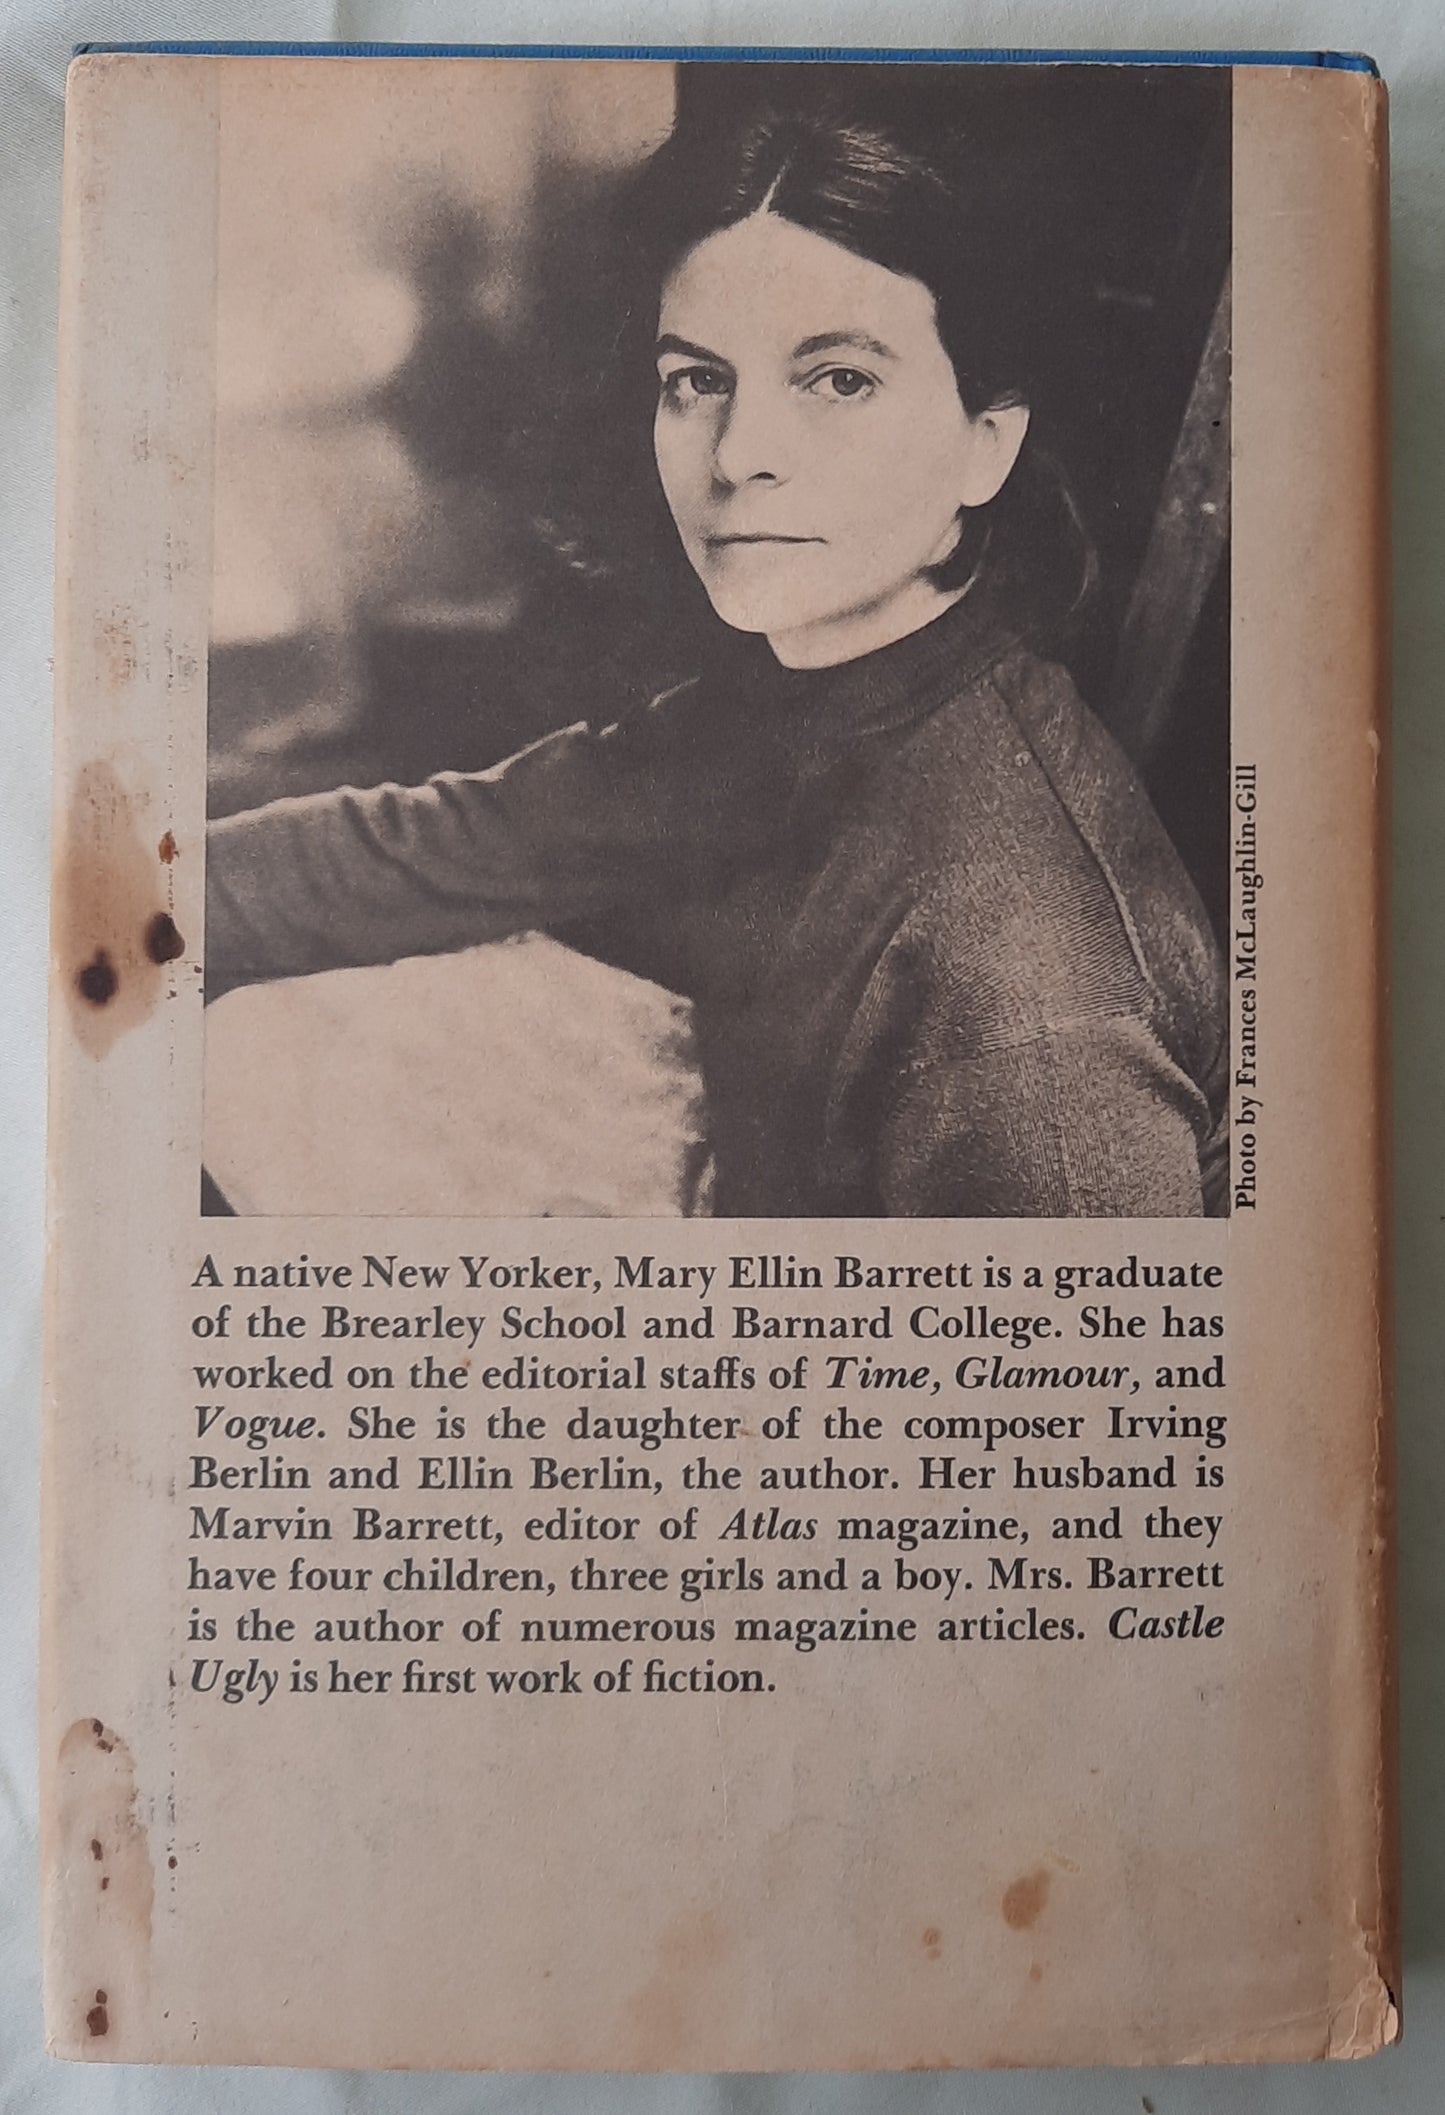 Photo by Frances McLaughlin-Gill
A native New Yorker, Mary Ellin Barrett is a graduate
of the Brearley School and Barnard College. She has
worked on the editorial staffs of Time, Glamour, and
Vogue. She is the daughter of the composer Irving
Berlin and Ellin Berlin, the author. Her husband is
Marvin Barrett, editor of Atlas magazine, and they
have four children, three girls and a boy. Mrs. Barrett
is the author of numerous magazine articles. Castle
Ugly is her first work of fiction.